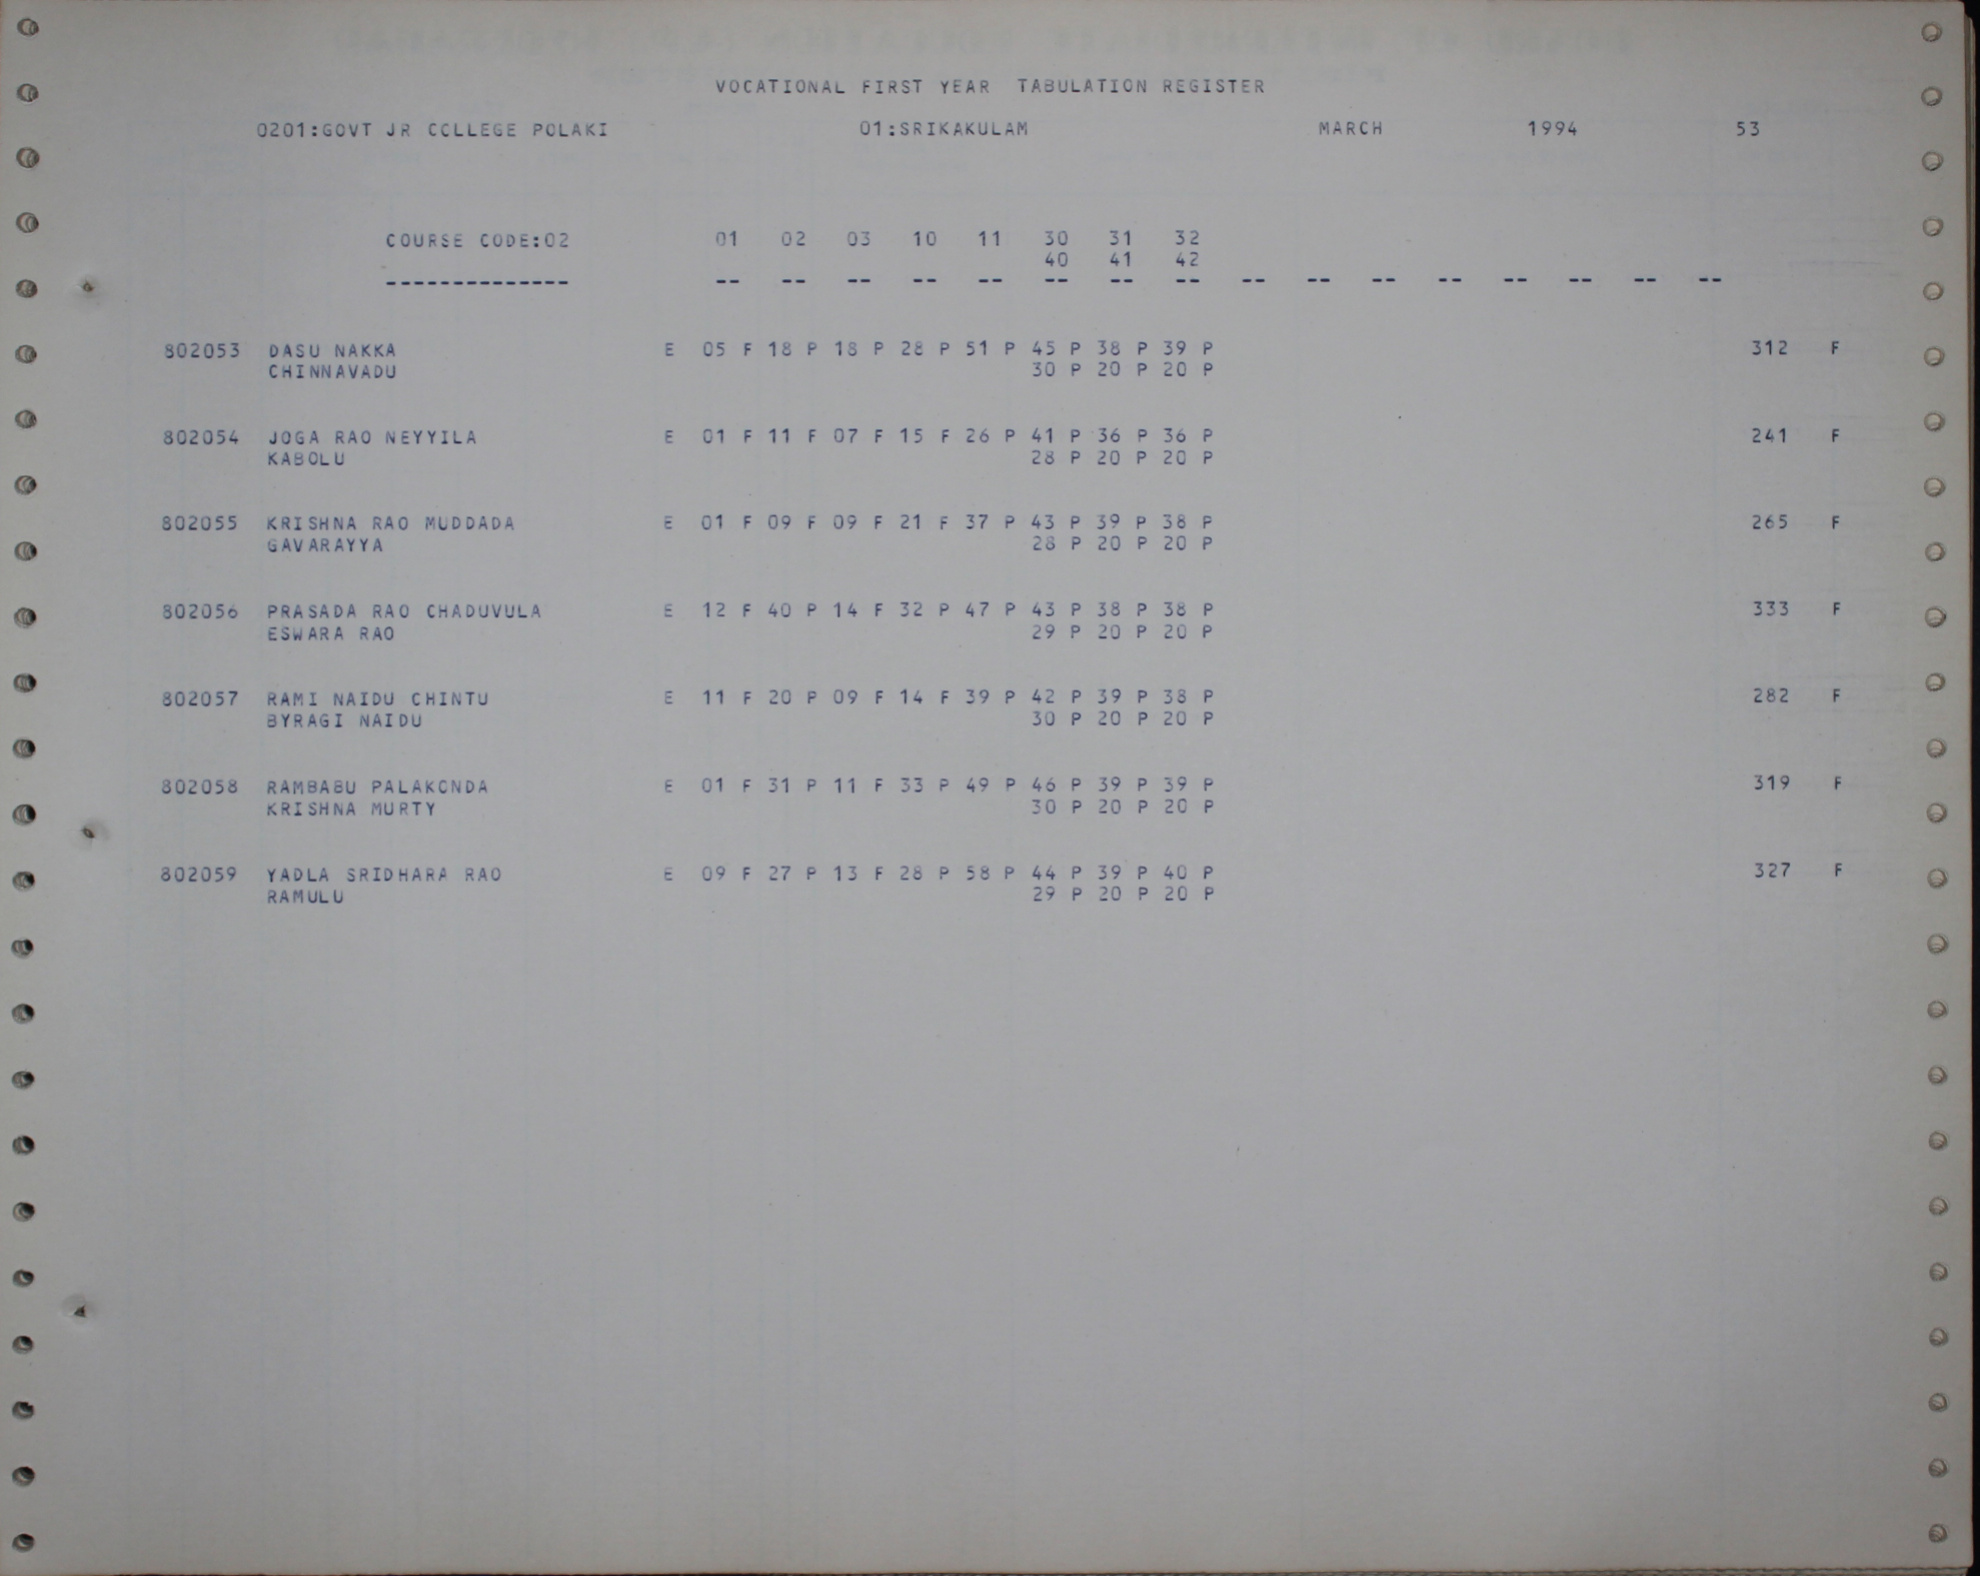 VOCATIONAL FIRST YEAR TABULATION REGISTER
0201:GOVT JR COLLEGE POLAKI 01:SRIKAKULAM MARCH 1994 53
COURSE CODE:02 01 02 03 10 11 30 31 32
40 41 42
-------------- -- -- -- -- -- -- -- -- -- -- -- -- -- -- -- --
802053 DASU NAKKA E 05 F 18 P 18 P 28 P 51 P 45 P 38 P 39 P 312 F
CHINNAVADU 30 P 20 P 20 P
802054 JOGA RAO NEYYILA E 01 F 11 F 07 F 15 F 26 P 41 P 36 P 36 P 241 F
KABOLU 28 P 20 P 20 P
802055 KRISHNA RAO MUDDADA E 01 F 09 F 09 F 21 F 37 P 43 P 39 P 38 P 265 F
GAVARAYYA 28 P 20 P 20 P
802056 PRASADA RAO CHADUVULA E 12 F 40 P 14 F 32 P 47 P 43 P 38 P 38 P 333 F
ESWARA RAO 29 P 20 P 20 P
802057 RAMI NAIDU CHINTU E 11 F 20 P 09 F 14 F 39 P 42 P 39 P 38 P 282 F
BYRAGI NAIDU 30 P 20 P 20 P
802058 RAMBABU PALAKONDA E 01 F 31 P 11 F 33 P 49 P 46 P 39 P 39 P 319 F
KRISHNA MURTY 30 P 20 P 20 P
802059 YADLA SRIDHARA RAO E 09 F 27 P 13 F 28 P 58 P 44 P 39 P 40 P 327 F
RAMULU 29 P 20 P 20 P